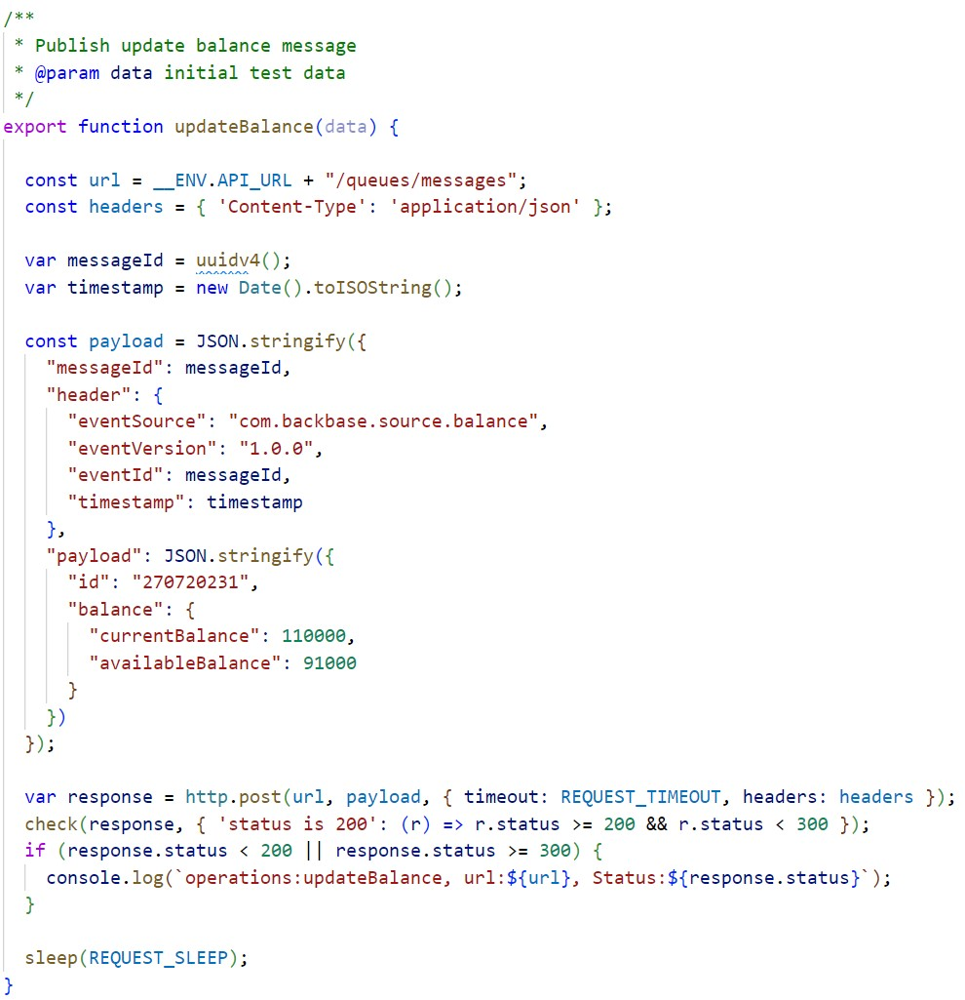 /**
 * Publish update balance message
 * @param data initial test data
 */
export function updateBalance(data) {

  const url = __ENV.API_URL + "/queues/messages";
  const headers = { 'Content-Type': 'application/json' };

  var messageId = uuidv4();
  var timestamp = new Date().toISOString();

  const payload = JSON.stringify({
    "messageId": messageId,
    "header": {
      "eventSource": "com.backbase.source.balance",
      "eventVersion": "1.0.0",
      "eventId": messageId,
      "timestamp": timestamp
    },
    "payload": JSON.stringify({
      "id": "270720231",
      "balance": {
        "currentBalance": 110000,
        "availableBalance": 91000
      }
    })
  });

  var response = http.post(url, payload, { timeout: REQUEST_TIMEOUT, headers: headers });
  check(response, { 'status is 200': (r) => r.status >= 200 && r.status < 300 });
  if (response.status < 200 || response.status >= 300) {
    console.log(`operations:updateBalance, url:${url}, Status:${response.status}`);
  }

  sleep(REQUEST_SLEEP);
}